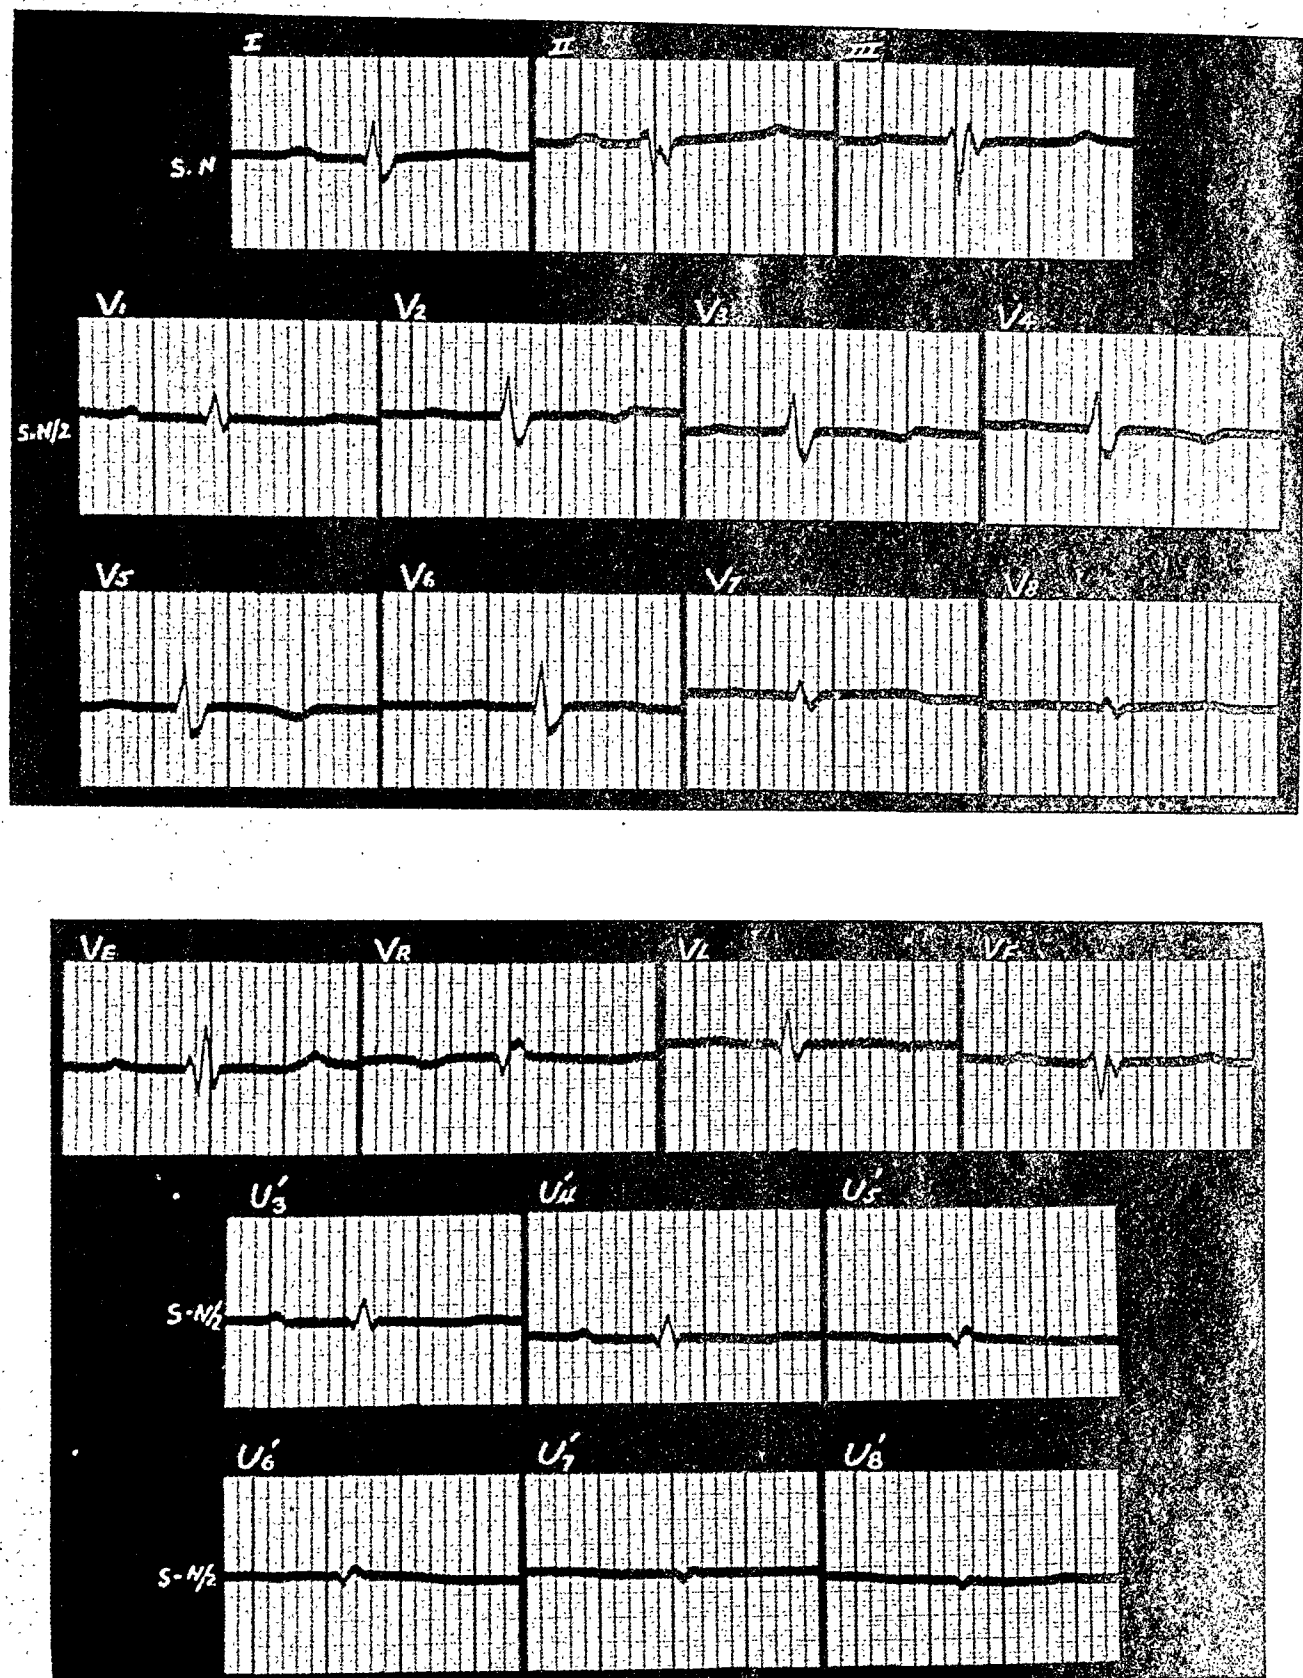 I II III
S.N
V1 V2 V3 V4
S.N/2
V5 V6 V7 V8
VE VR VL VF
U'3 U'4 U'5
S-N/2
U'6 U'7 U'8
S-N/2